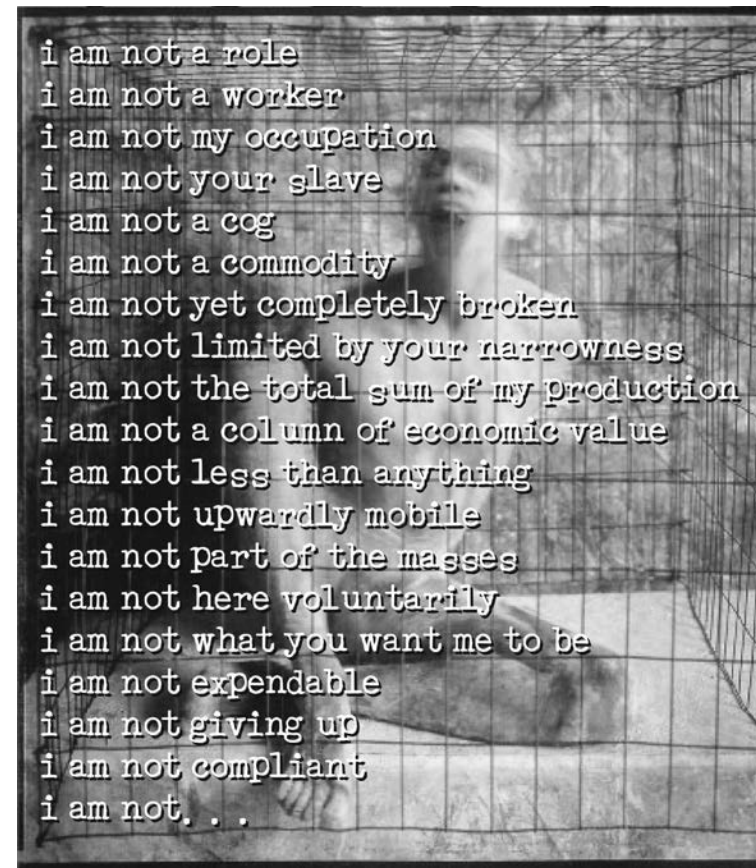 i am not a role
i am not a worker
i am not my occupation
i am not your slave
i am not a cog
i am not a commodity
i am not yet completely broken
i am not limited by your narrowness
i am not the total sum of my production
i am not a column of economic value
i am not less than anything
i am not upwardly mobile
i am not part of the masses
i am not here voluntarily
i am not what you want me to be
i am not expendable
i am not giving up
i am not compliant
i am not. . .